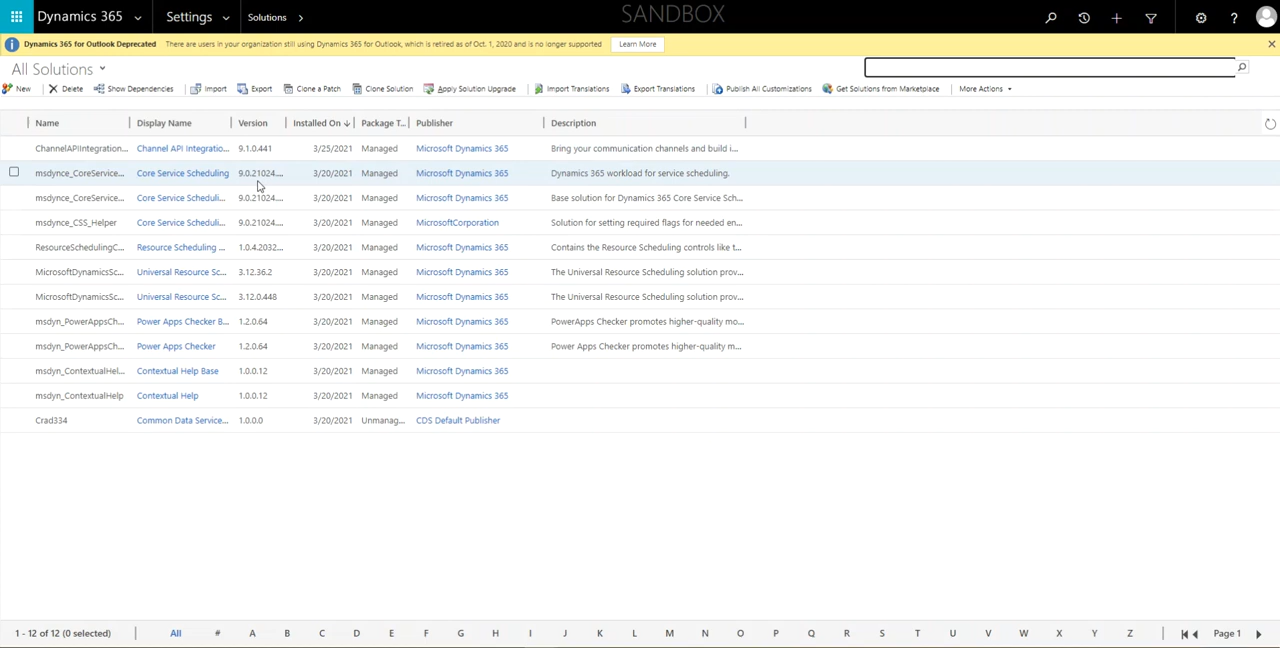 Dynamics 365 Settings Solutions SANDBOX ?
Dynamics 365 for Outlook Deprecated There are users in your organization still using Dynamics 365 for Outlook, which is retired as of Oct. 1, 2020 and is no longer supported Learn More
All Solutions
New Delete Show Dependencies Import Export Clone a Patch Clone Solution Apply Solution Upgrade Import Translations Export Translations Publish All Customizations Get Solutions from Marketplace More Actions
Name Display Name Version Installed On Package T... Publisher Description
ChannelAPIIntegration... Channel API Integratio... 9.1.0.441 3/25/2021 Managed Microsoft Dynamics 365 Bring your communication channels and build i...
msdynce_CoreService... Core Service Scheduling 9.0.21024.... 3/20/2021 Managed Microsoft Dynamics 365 Dynamics 365 workload for service scheduling.
msdynce_CoreService... Core Service Scheduli... 9.0.21024.... 3/20/2021 Managed Microsoft Dynamics 365 Base solution for Dynamics 365 Core Service Sch...
msdynce_CSS_Helper Core Service Scheduli... 9.0.21024.... 3/20/2021 Managed MicrosoftCorporation Solution for setting required flags for needed en...
ResourceSchedulingC... Resource Scheduling ... 1.0.4.2032... 3/20/2021 Managed Microsoft Dynamics 365 Contains the Resource Scheduling controls like t...
MicrosoftDynamicsSc... Universal Resource Sc... 3.12.36.2 3/20/2021 Managed Microsoft Dynamics 365 The Universal Resource Scheduling solution prov...
MicrosoftDynamicsSc... Universal Resource Sc... 3.12.0.448 3/20/2021 Managed Microsoft Dynamics 365 The Universal Resource Scheduling solution prov...
msdyn_PowerAppsCh... Power Apps Checker B... 1.2.0.64 3/20/2021 Managed Microsoft Dynamics 365 PowerApps Checker promotes higher-quality mo...
msdyn_PowerAppsCh... Power Apps Checker 1.2.0.64 3/20/2021 Managed Microsoft Dynamics 365 Power Apps Checker promotes higher-quality m...
msdyn_ContextualHel... Contextual Help Base 1.0.0.12 3/20/2021 Managed Microsoft Dynamics 365
msdyn_ContextualHelp Contextual Help 1.0.0.12 3/20/2021 Managed Microsoft Dynamics 365
Crad334 Common Data Service... 1.0.0.0 3/20/2021 Unmanag... CDS Default Publisher
1 - 12 of 12 (0 selected) All # A B C D E F G H I J K L M N O P Q R S T U V W X Y Z Page 1